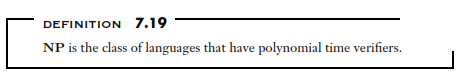 DEFINITION 7.19
NP is the class of languages that have polynomial time verifiers.